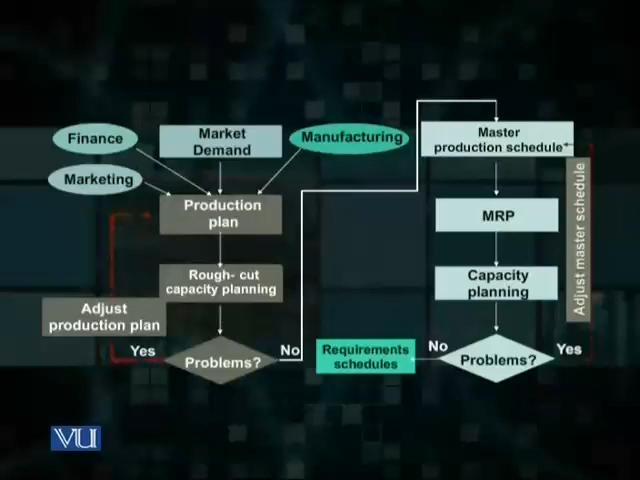 Finance
Market
Demand
Manufacturing
Marketing
Production
plan
Rough- cut
capacity planning
Adjust
production plan
Yes
Problems?
No
Master
production schedule
MRP
Capacity
planning
Adjust master schedule
Requirements
schedules
No
Problems?
Yes
VU